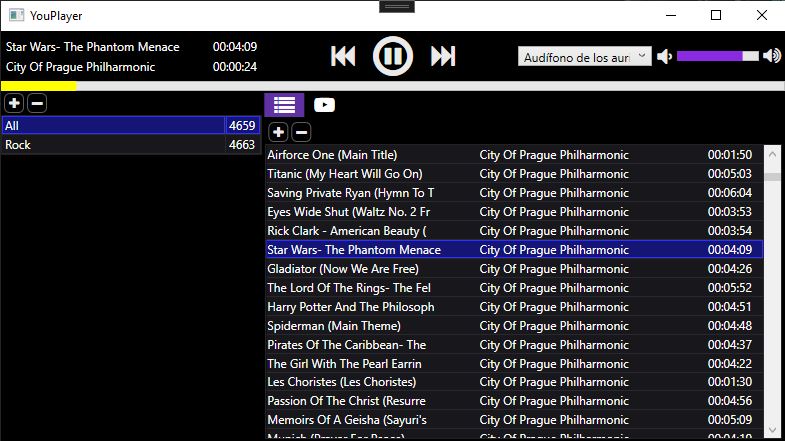 YouPlayer
Star Wars- The Phantom Menace 00:04:09
City Of Prague Philharmonic 00:00:24
Audífono de los auri
All 4659
Rock 4663
Airforce One (Main Title) City Of Prague Philharmonic 00:01:50
Titanic (My Heart Will Go On) City Of Prague Philharmonic 00:05:03
Saving Private Ryan (Hymn To T City Of Prague Philharmonic 00:06:04
Eyes Wide Shut (Waltz No. 2 Fr City Of Prague Philharmonic 00:03:53
Rick Clark - American Beauty ( City Of Prague Philharmonic 00:03:54
Star Wars- The Phantom Menace City Of Prague Philharmonic 00:04:09
Gladiator (Now We Are Free) City Of Prague Philharmonic 00:04:26
The Lord Of The Rings- The Fel City Of Prague Philharmonic 00:05:52
Harry Potter And The Philosoph City Of Prague Philharmonic 00:04:51
Spiderman (Main Theme) City Of Prague Philharmonic 00:04:48
Pirates Of The Caribbean- The City Of Prague Philharmonic 00:04:37
The Girl With The Pearl Earrin City Of Prague Philharmonic 00:04:22
Les Choristes (Les Choristes) City Of Prague Philharmonic 00:01:30
Passion Of The Christ (Resurre City Of Prague Philharmonic 00:04:56
Memoirs Of A Geisha (Sayuri's City Of Prague Philharmonic 00:05:09
Munich (Prayer For Peace) City Of Prague Philharmonic 00:04:19